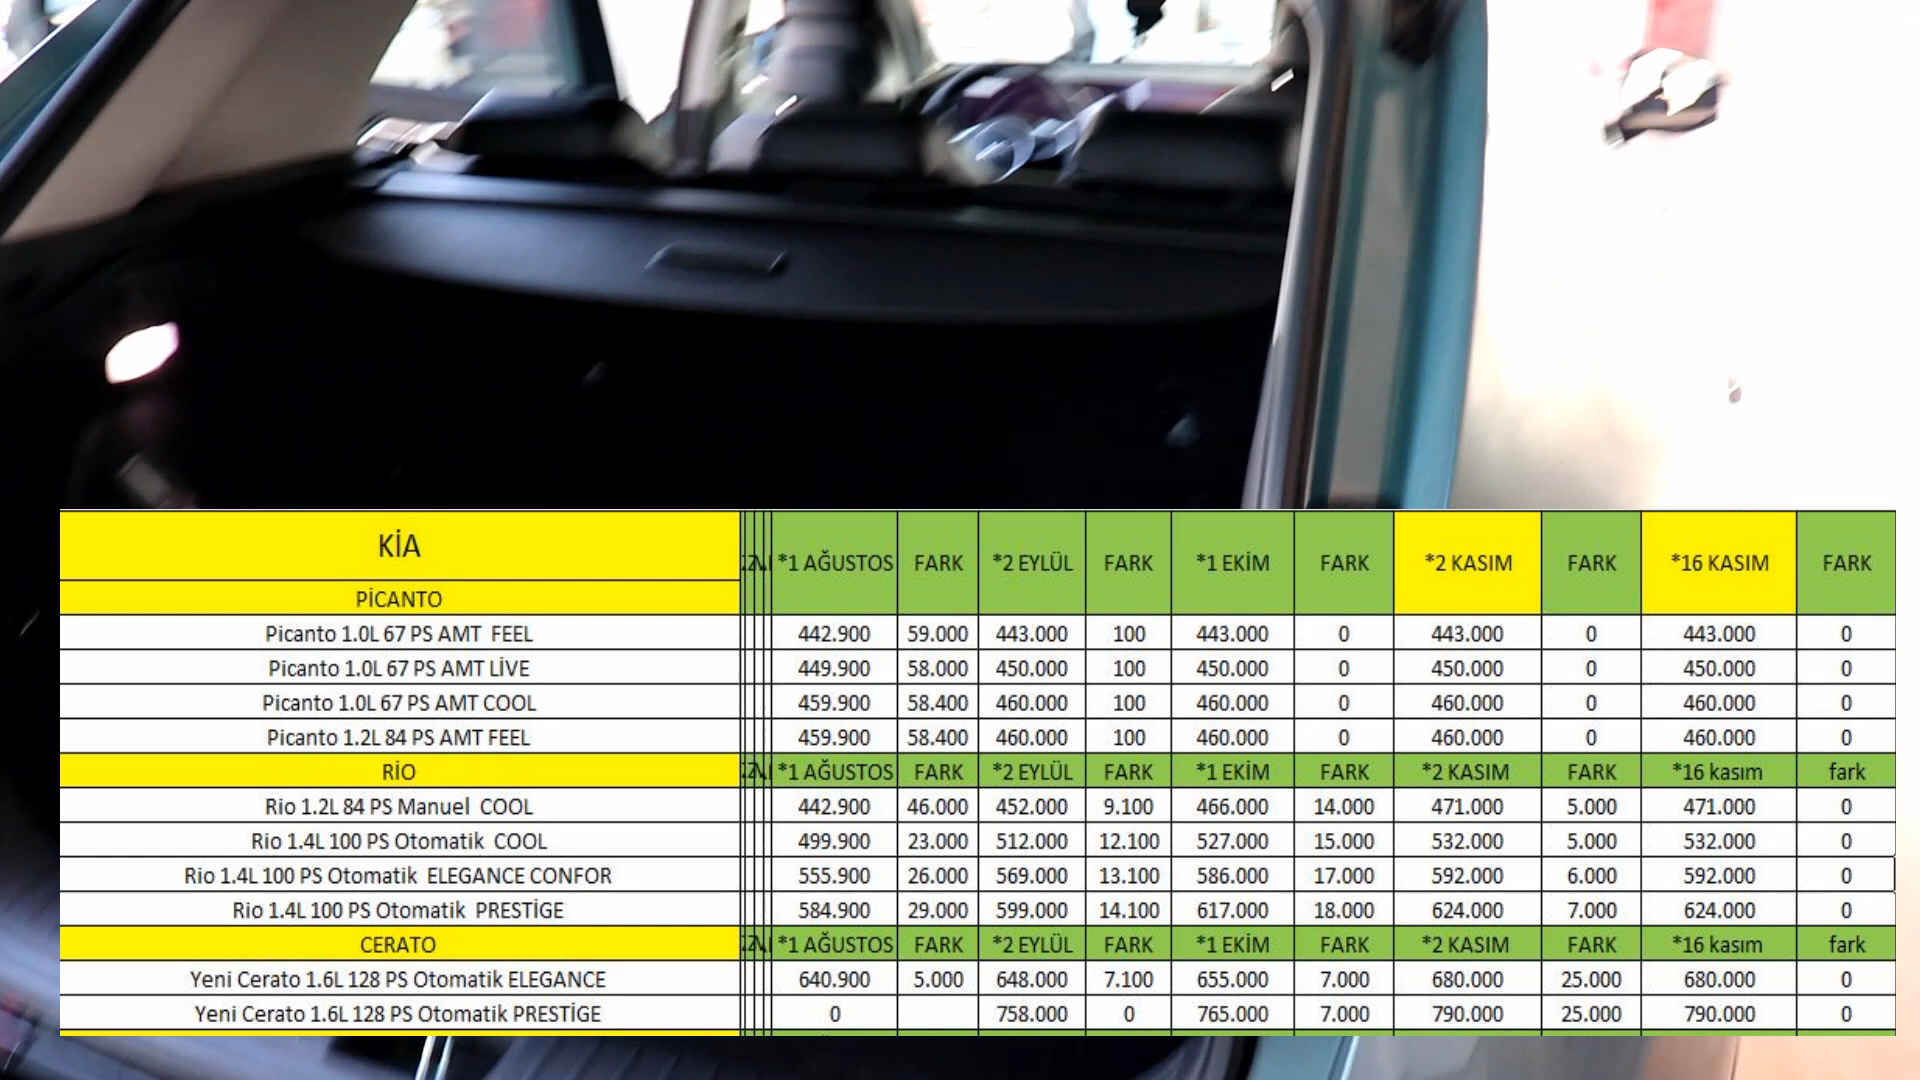 KİA *1 AĞUSTOS FARK *2 EYLÜL FARK *1 EKİM FARK *2 KASIM FARK *16 KASIM FARK
PİCANTO
Picanto 1.0L 67 PS AMT FEEL 442.900 59.000 443.000 100 443.000 0 443.000 0 443.000 0
Picanto 1.0L 67 PS AMT LİVE 449.900 58.000 450.000 100 450.000 0 450.000 0 450.000 0
Picanto 1.0L 67 PS AMT COOL 459.900 58.400 460.000 100 460.000 0 460.000 0 460.000 0
Picanto 1.2L 84 PS AMT FEEL 459.900 58.400 460.000 100 460.000 0 460.000 0 460.000 0
RİO *1 AĞUSTOS FARK *2 EYLÜL FARK *1 EKİM FARK *2 KASIM FARK *16 kasım fark
Rio 1.2L 84 PS Manuel COOL 442.900 46.000 452.000 9.100 466.000 14.000 471.000 5.000 471.000 0
Rio 1.4L 100 PS Otomatik COOL 499.900 23.000 512.000 12.100 527.000 15.000 532.000 5.000 532.000 0
Rio 1.4L 100 PS Otomatik ELEGANCE CONFOR 555.900 26.000 569.000 13.100 586.000 17.000 592.000 6.000 592.000 0
Rio 1.4L 100 PS Otomatik PRESTİGE 584.900 29.000 599.000 14.100 617.000 18.000 624.000 7.000 624.000 0
CERATO *1 AĞUSTOS FARK *2 EYLÜL FARK *1 EKİM FARK *2 KASIM FARK *16 kasım fark
Yeni Cerato 1.6L 128 PS Otomatik ELEGANCE 640.900 5.000 648.000 7.100 655.000 7.000 680.000 25.000 680.000 0
Yeni Cerato 1.6L 128 PS Otomatik PRESTİGE 0 758.000 0 765.000 7.000 790.000 25.000 790.000 0